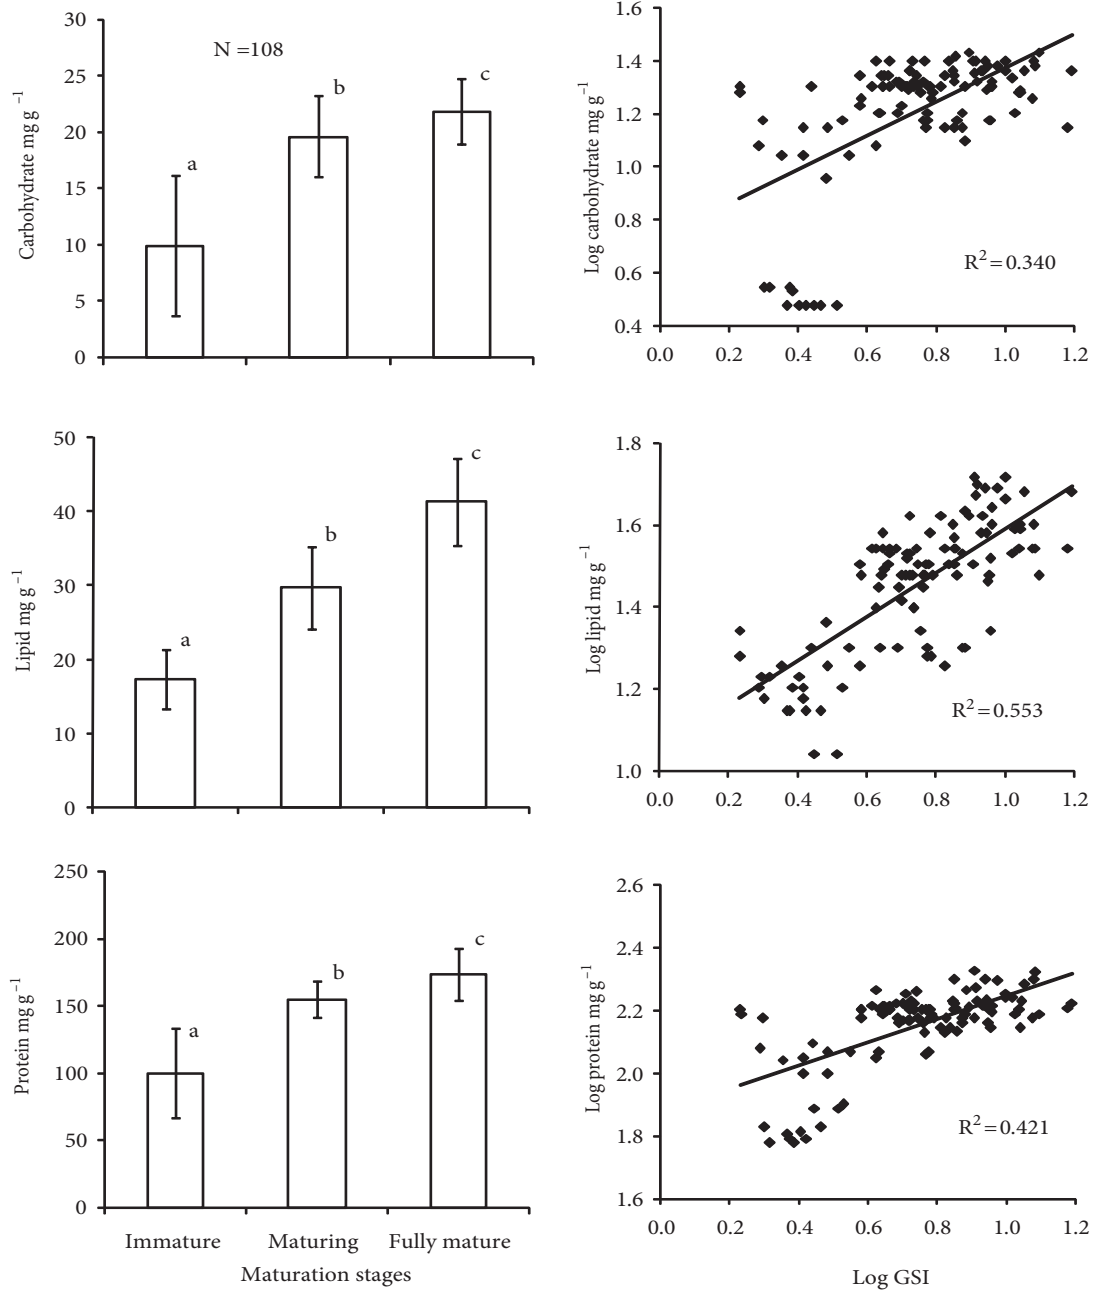 30
25
20
15
10
5
0
Carbohydrate mg g⁻¹
N =108
a
b
c
1.6
1.4
1.2
1.0
0.8
0.6
0.4
Log carbohydrate mg g⁻¹
R²=0.340
0.0 0.2 0.4 0.6 0.8 1.0 1.2
50
40
30
20
10
0
Lipid mg g⁻¹
a
b
c
1.8
1.6
1.4
1.2
1.0
Log lipid mg g⁻¹
R²=0.553
0.0 0.2 0.4 0.6 0.8 1.0 1.2
250
200
150
100
50
0
Protein mg g⁻¹
a
b
c
Immature Maturing Fully mature
Maturation stages
2.6
2.4
2.2
2.0
1.8
1.6
Log protein mg g⁻¹
R²=0.421
0.0 0.2 0.4 0.6 0.8 1.0 1.2
Log GSI